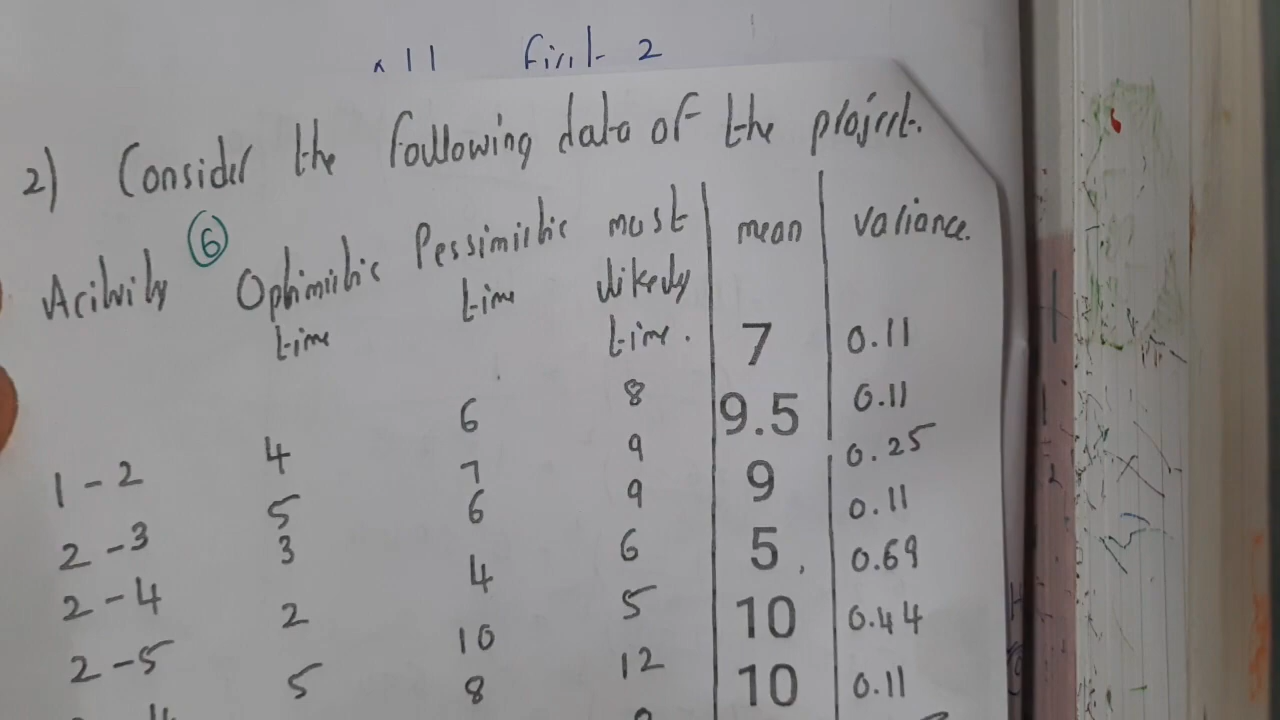 x 11 First 2
2) Consider the following data of the project.
Activity 6 Optimistic time Pessimistic time most likely time. mean variance.
1-2 4 6 8 7 0.11
2-3 5 7 9 9.5 0.11
2-4 3 6 9 9 0.25
2-5 2 4 6 5 0.11
5 10 5 10 0.69
8 12 10 0.44
0.11